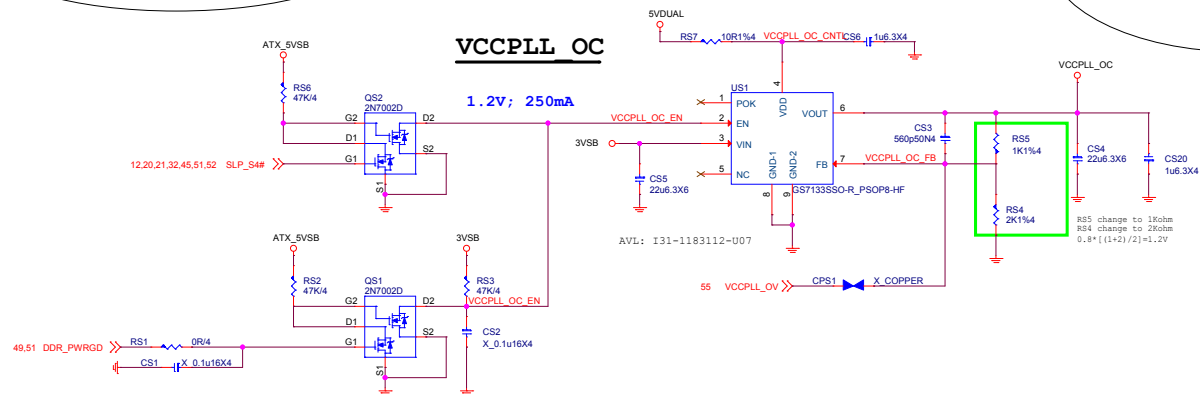 VCCPLL_OC
1.2V; 250mA
ATX_5VSB
RS6
47K/4
QS2
2N7002D
G2
D2
D1
S2
G1
S1
12,20,21,32,45,51,52 SLP_S4#
VCCPLL_OC_EN
5VDUAL
RS7
10R1%4
VCCPLL_OC_CNTL
CS6
1u6.3X4
US1
4
VDD
1
POK
2
EN
3
VIN
5
NC
VOUT
6
FB
7
GND-1
GND-2
8
9
GS7133SSO-R_PSOP8-HF
3VSB
CS5
22u6.3X6
AVL: I31-1183112-U07
VCCPLL_OC
CS3
560p50N4
VCCPLL_OC_FB
RS5
1K1%4
RS4
2K1%4
CS4
22u6.3X6
CS20
1u6.3X4
RS5 change to 1Kohm
RS4 change to 2Kohm
0.8*[(1+2)/2]=1.2V
55 VCCPLL_OV
CPS1
X_COPPER
ATX_5VSB
RS2
47K/4
QS1
2N7002D
G2
D2
D1
S2
G1
S1
3VSB
RS3
47K/4
VCCPLL_OC_EN
CS2
X_0.1u16X4
49,51 DDR_PWRGD
RS1
0R/4
CS1
X_0.1u16X4